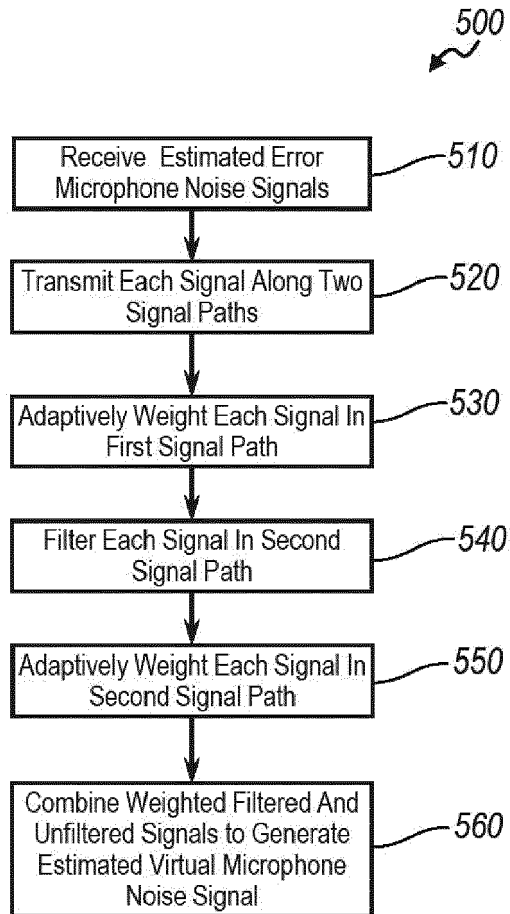 500
Receive Estimated Error
Microphone Noise Signals
510
Transmit Each Signal Along Two
Signal Paths
520
Adaptively Weight Each Signal In
First Signal Path
530
Filter Each Signal In Second
Signal Path
540
Adaptively Weight Each Signal In
Second Signal Path
550
Combine Weighted Filtered And
Unfiltered Signals to Generate
Estimated Virtual Microphone
Noise Signal
560